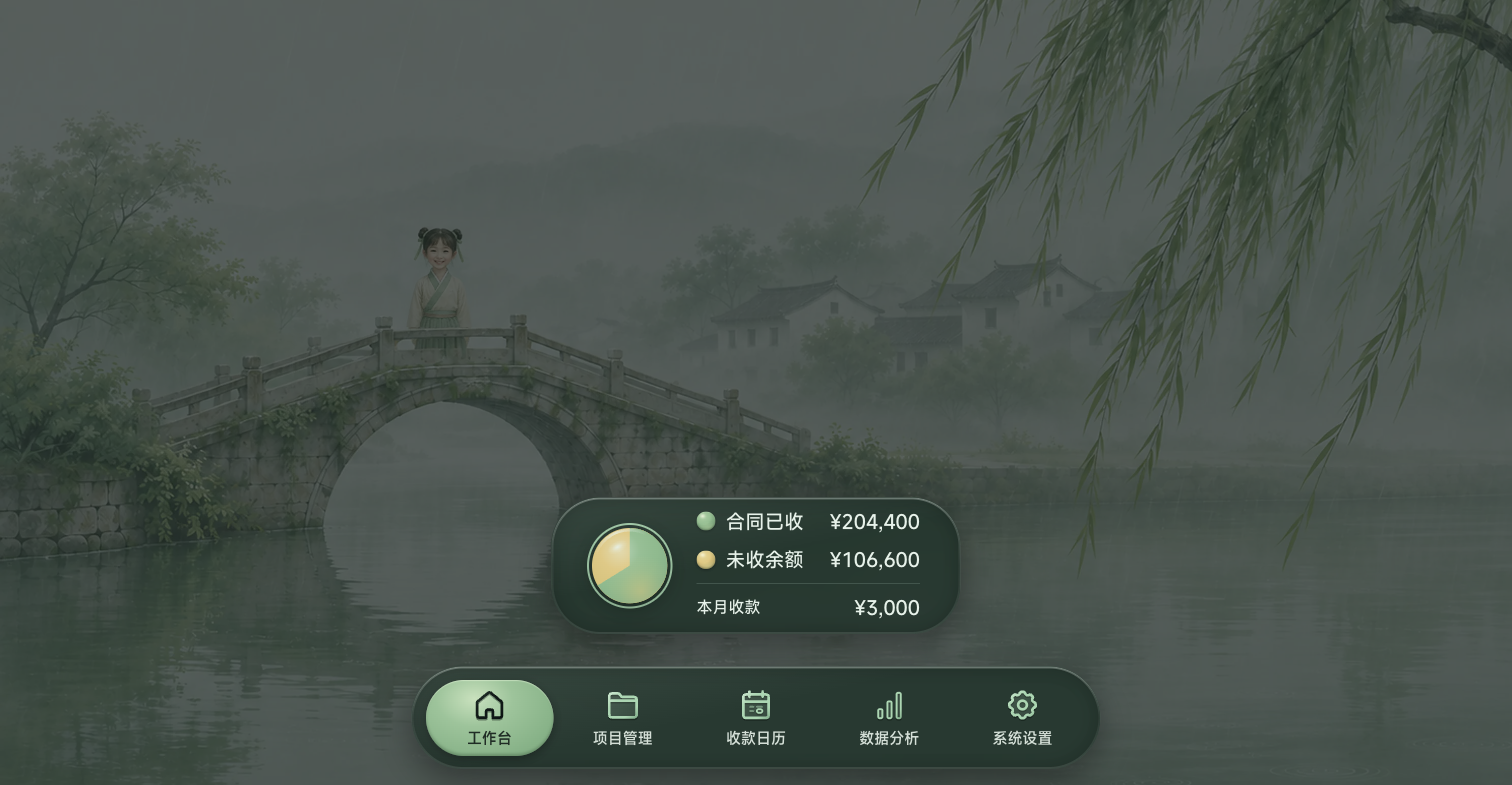 合同已收 ¥204,400
未收余额 ¥106,600
本月收款 ¥3,000
工作台 项目管理 收款日历 数据分析 系统设置